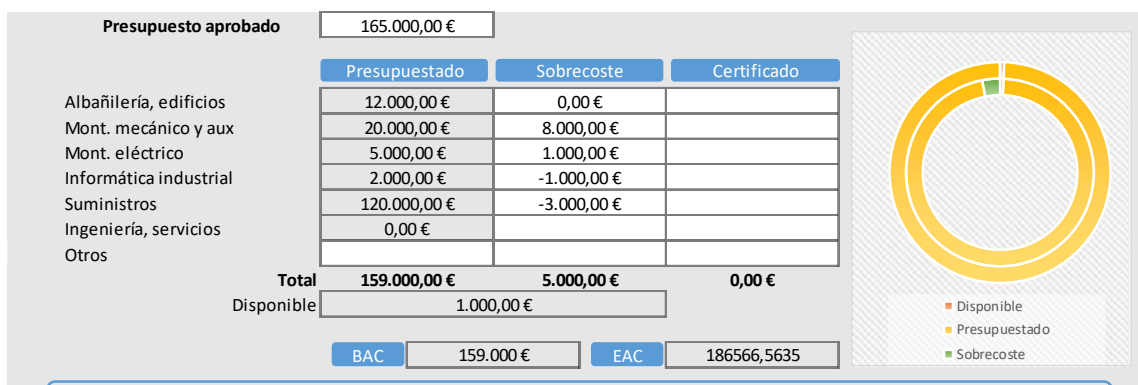 Presupuesto aprobado 165.000,00 €
Presupuestado Sobrecoste Certificado
Albañilería, edificios 12.000,00 € 0,00 €
Mont. mecánico y aux 20.000,00 € 8.000,00 €
Mont. eléctrico 5.000,00 € 1.000,00 €
Informática industrial 2.000,00 € -1.000,00 €
Suministros 120.000,00 € -3.000,00 €
Ingeniería, servicios 0,00 €
Otros
Total 159.000,00 € 5.000,00 € 0,00 €
Disponible 1.000,00 €
BAC 159.000 € EAC 186566,5635
Disponible
Presupuestado
Sobrecoste